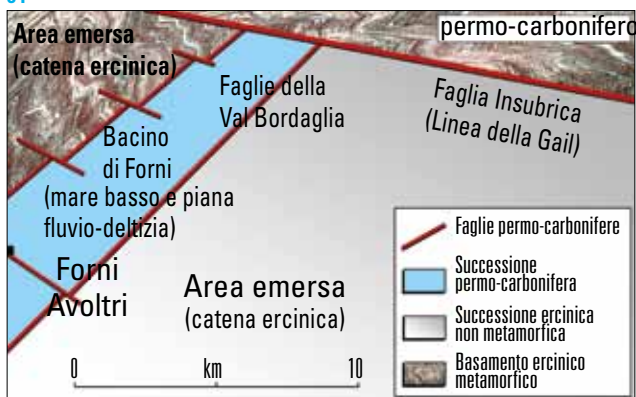 permo-carbonifero
Area emersa
(catena ercinica)
Faglie della
Val Bordaglia
Faglia Insubrica
(Linea della Gail)
Bacino
di Forni
(mare basso e piana
fluvio-deltizia)
Forni
Avoltri
Area emersa
(catena ercinica)
0 km 10
Faglie permo-carbonifere
Successione
permo-carbonifera
Successione ercinica
non metamorfica
Basamento ercinico
metamorfico